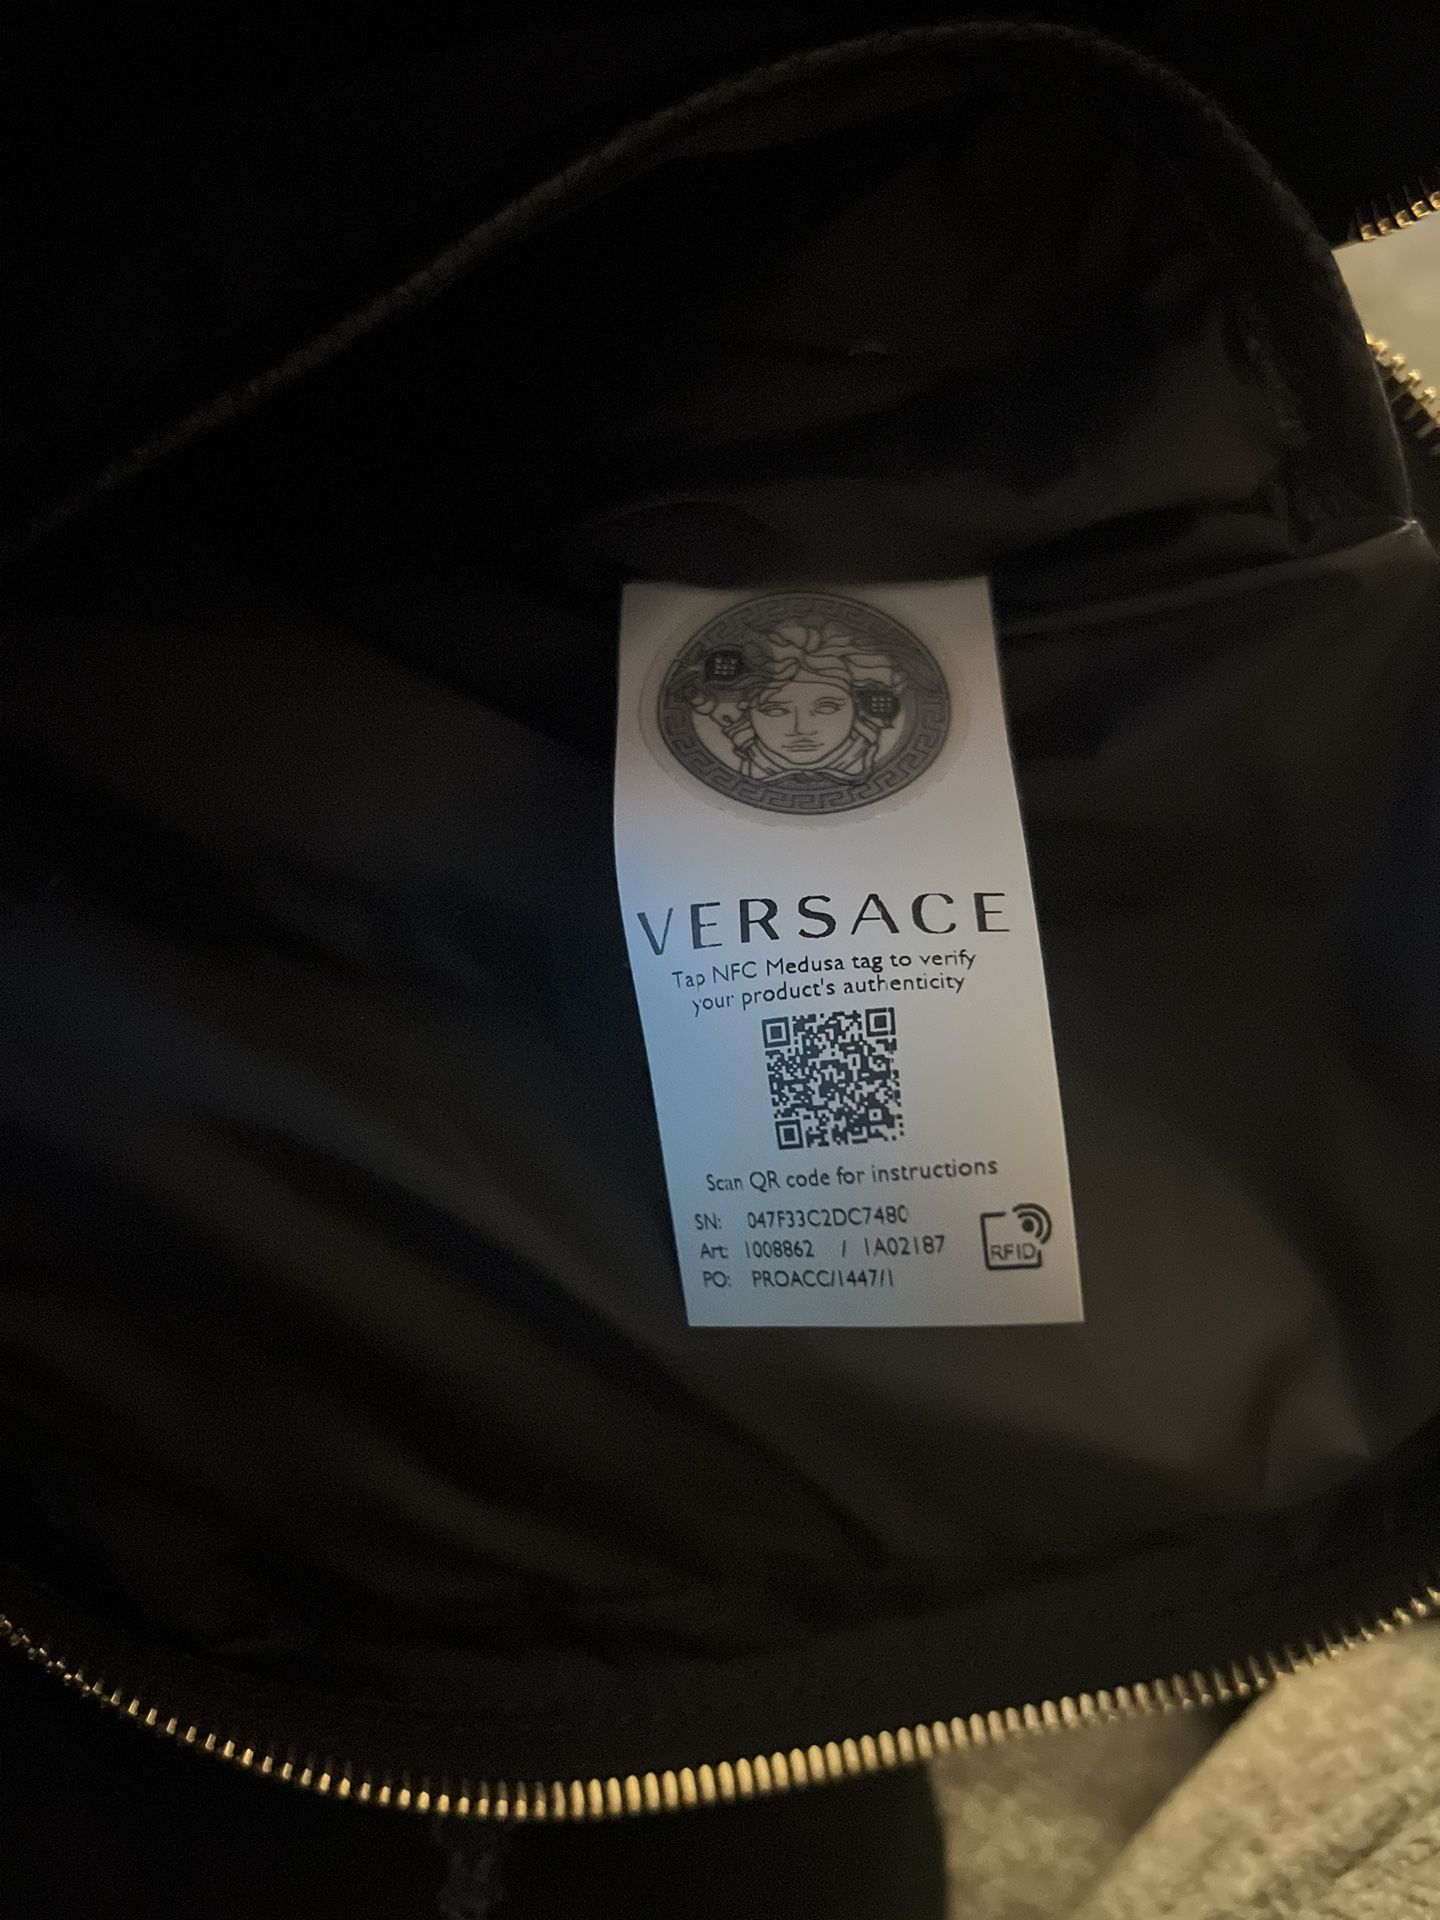 VERSACE
Tap NFC Medusa tag to verify
your product's authenticity
Scan QR code for instructions
SN: 047F33C2DC7480
Art: 1008862 / 1A02187
PO: PROACC/1447/1
RFID